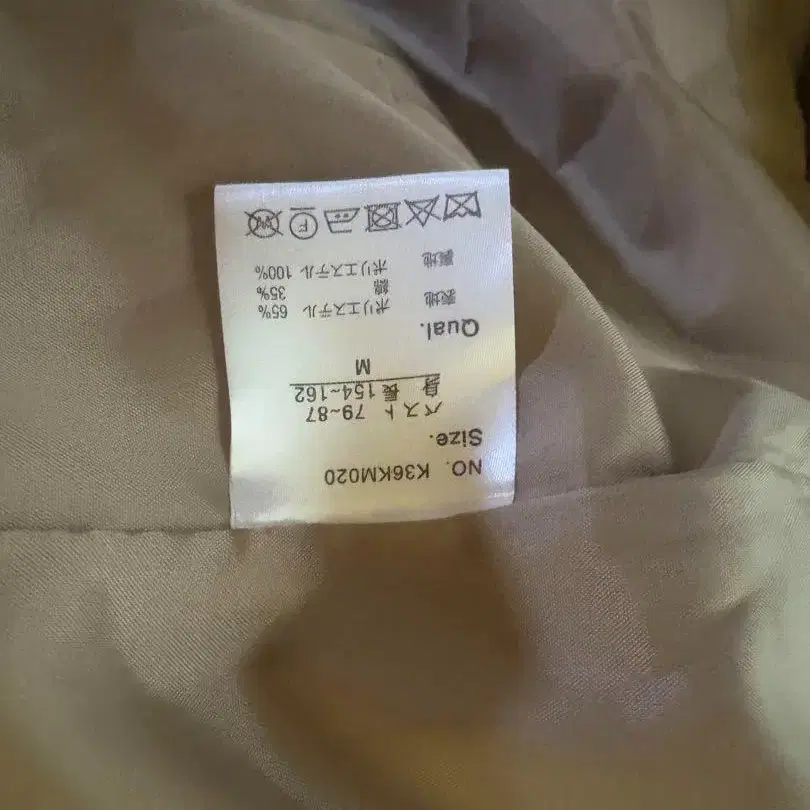 NO. K36KM020
Size.
バスト 79~87
身長 154~162
M
Qual.
表地 ポリエステル 65%
綿 35%
裏地 ポリエステル 100%
F
W